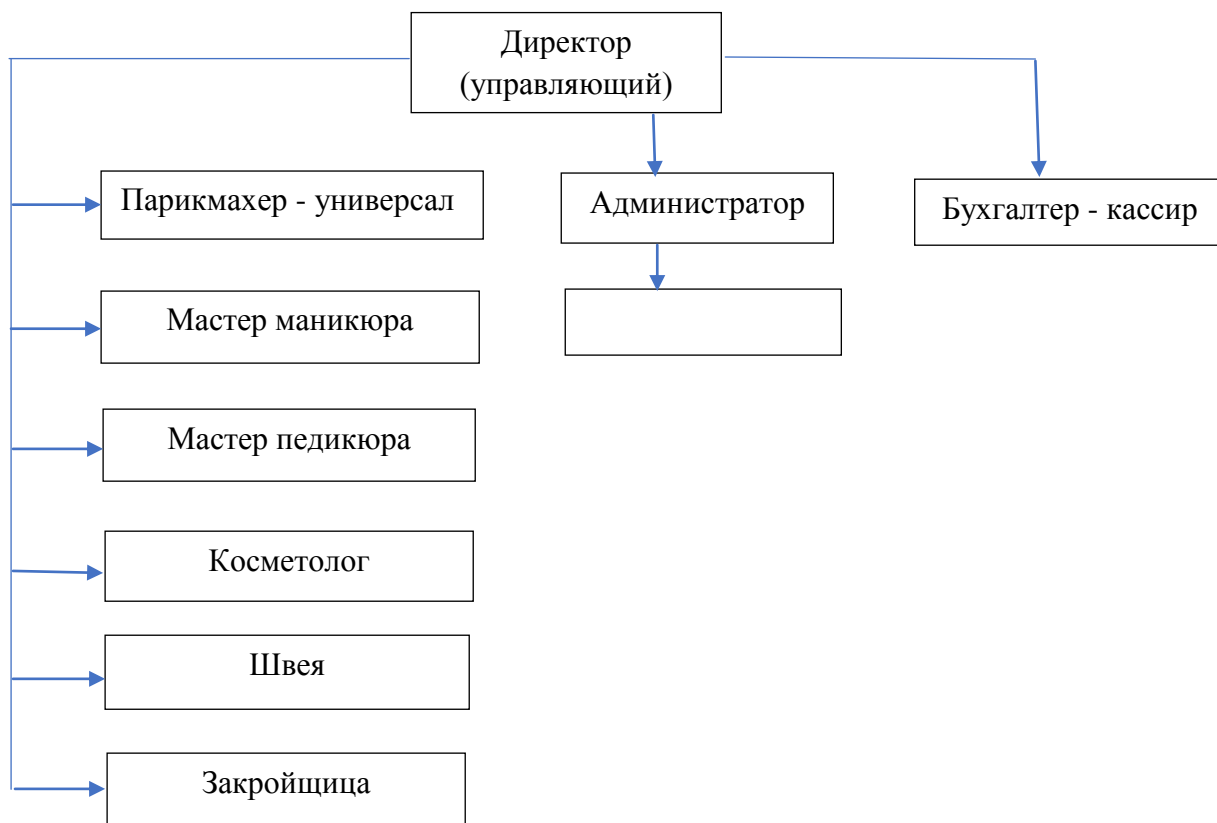 Директор
(управляющий)
Парикмахер - универсал
Администратор
Бухгалтер - кассир
Мастер маникюра
Мастер педикюра
Косметолог
Швея
Закройщица